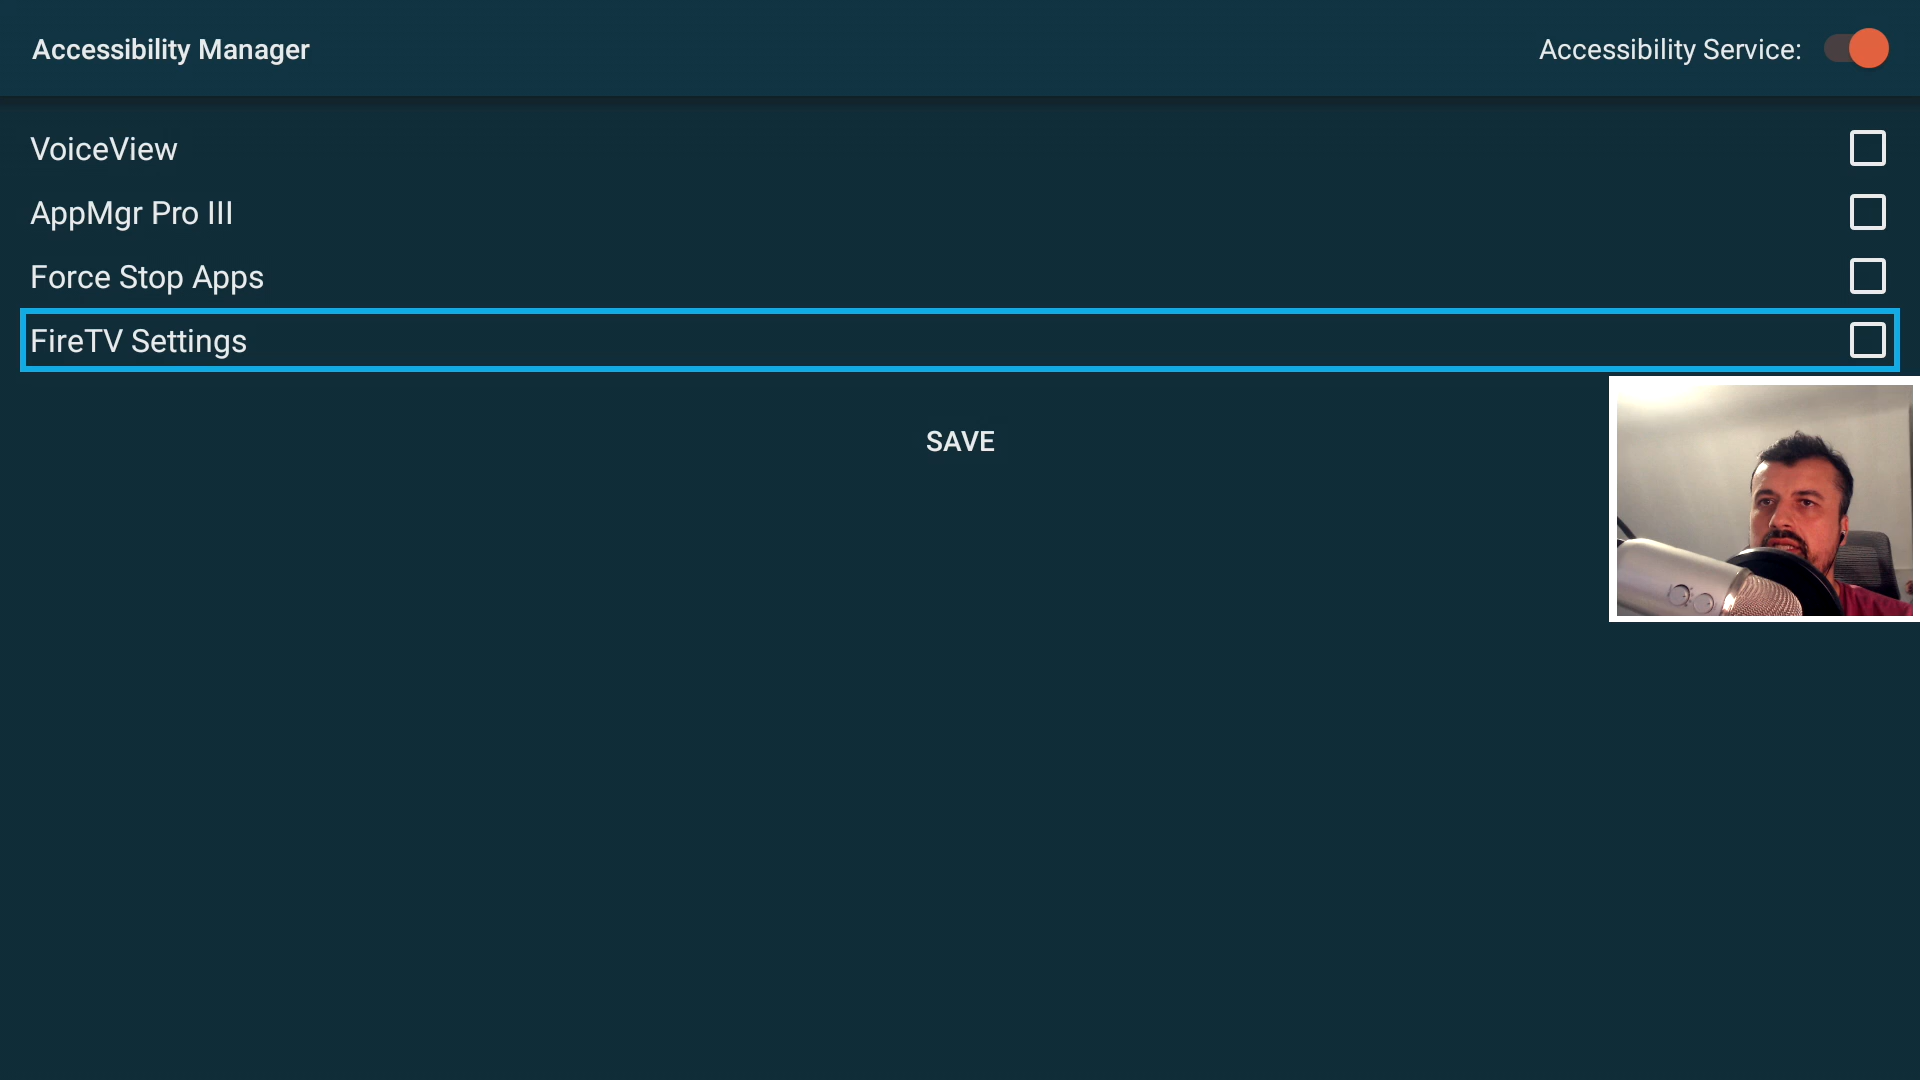 Accessibility Manager
Accessibility Service:
VoiceView
AppMgr Pro III
Force Stop Apps
FireTV Settings
SAVE